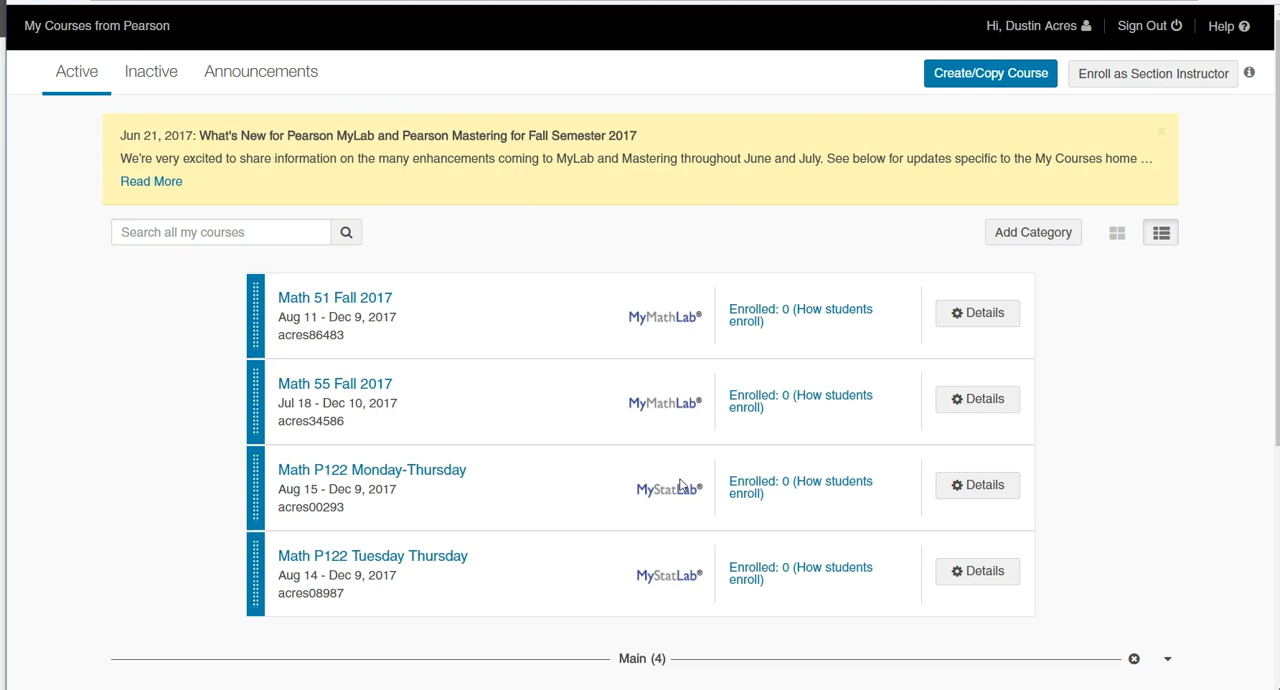 My Courses from Pearson
Hi, Dustin Acres
Sign Out
Help
Active
Inactive
Announcements
Create/Copy Course
Enroll as Section Instructor
Jun 21, 2017: What's New for Pearson MyLab and Pearson Mastering for Fall Semester 2017
We're very excited to share information on the many enhancements coming to MyLab and Mastering throughout June and July. See below for updates specific to the My Courses home ...
Read More
Search all my courses
Add Category
Math 51 Fall 2017
Aug 11 - Dec 9, 2017
acres86483
MyMathLab®
Enrolled: 0 (How students
enroll)
Details
Math 55 Fall 2017
Jul 18 - Dec 10, 2017
acres34586
MyMathLab®
Enrolled: 0 (How students
enroll)
Details
Math P122 Monday-Thursday
Aug 15 - Dec 9, 2017
acres00293
MyStatLab®
Enrolled: 0 (How students
enroll)
Details
Math P122 Tuesday Thursday
Aug 14 - Dec 9, 2017
acres08987
MyStatLab®
Enrolled: 0 (How students
enroll)
Details
Main (4)